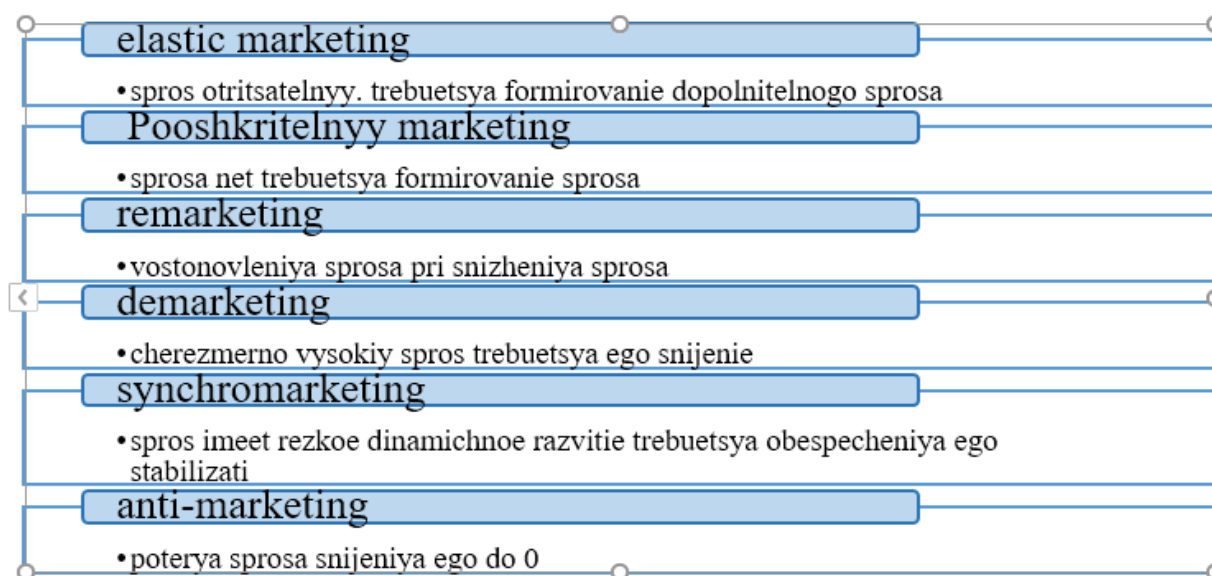 elastic marketing
•spros otritsatelnyy. trebuetsya formirovanie dopolnitelnogo sprosa
Pooshkritelnyy marketing
•sprosa net trebuetsya formirovanie sprosa
remarketing
•vostonovleniya sprosa pri snizheniya sprosa
demarketing
•cherezmerno vysokiy spros trebuetsya ego snijenie
synchromarketing
•spros imeet rezkoe dinamichnoe razvitie trebuetsya obespecheniya ego
stabilizati
anti-marketing
•poterya sprosa snijeniya ego do 0